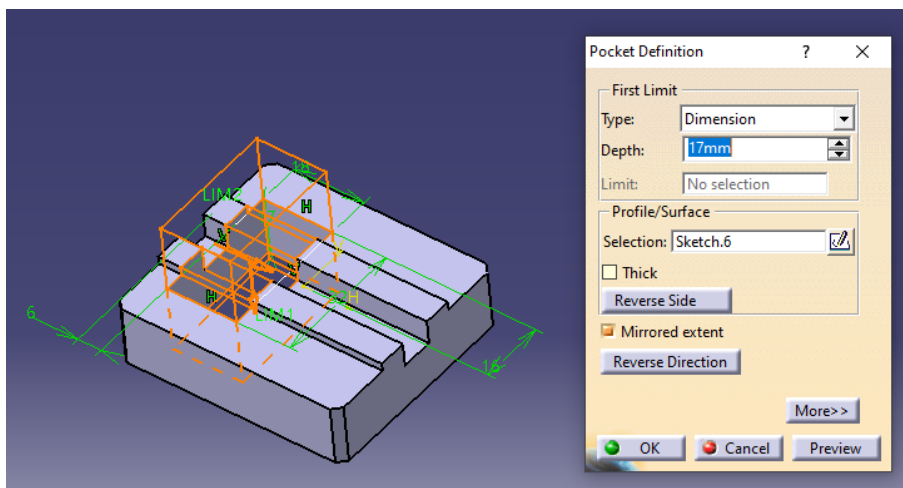 Pocket Definition ? X
First Limit
Type: Dimension
Depth: 17mm
Limit: No selection
Profile/Surface
Selection: Sketch.6
Thick
Reverse Side
Mirrored extent
Reverse Direction
More>>
OK Cancel Preview
18
LIM2
H
V
H
H
LIM1
6
16